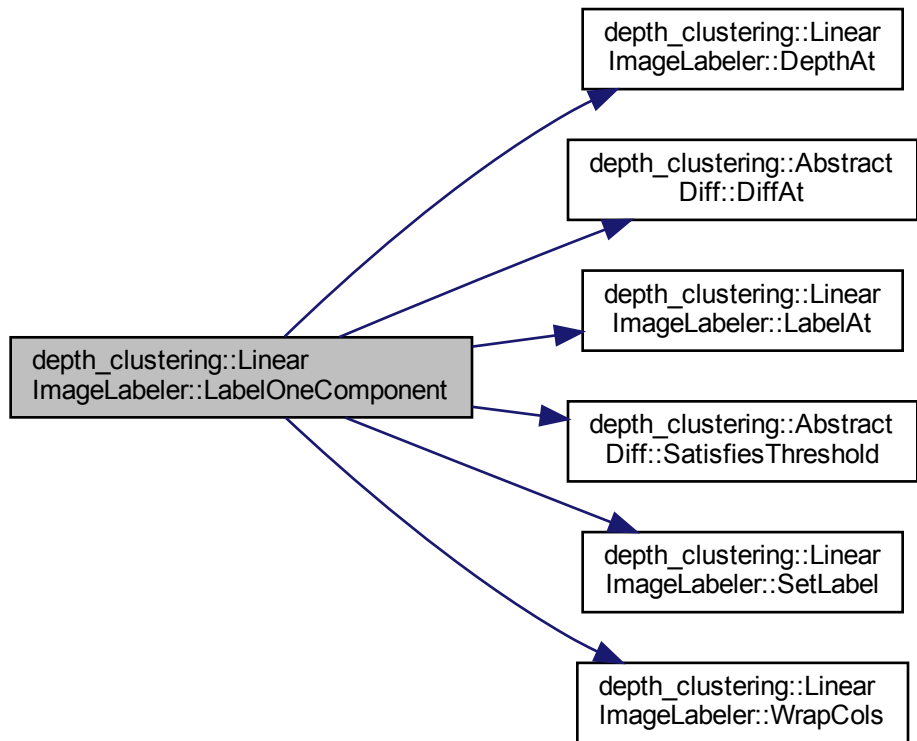 depth_clustering::Linear
ImageLabeler::DepthAt
depth_clustering::Abstract
Diff::DiffAt
depth_clustering::Linear
ImageLabeler::LabelAt
depth_clustering::Linear
ImageLabeler::LabelOneComponent
depth_clustering::Abstract
Diff::SatisfiesThreshold
depth_clustering::Linear
ImageLabeler::SetLabel
depth_clustering::Linear
ImageLabeler::WrapCols